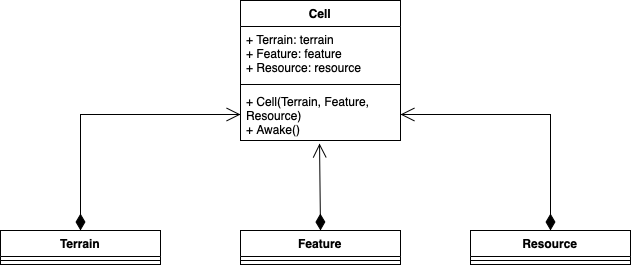 Cell
+ Terrain: terrain
+ Feature: feature
+ Resource: resource
+ Cell(Terrain, Feature,
Resource)
+ Awake()
Terrain
Feature
Resource